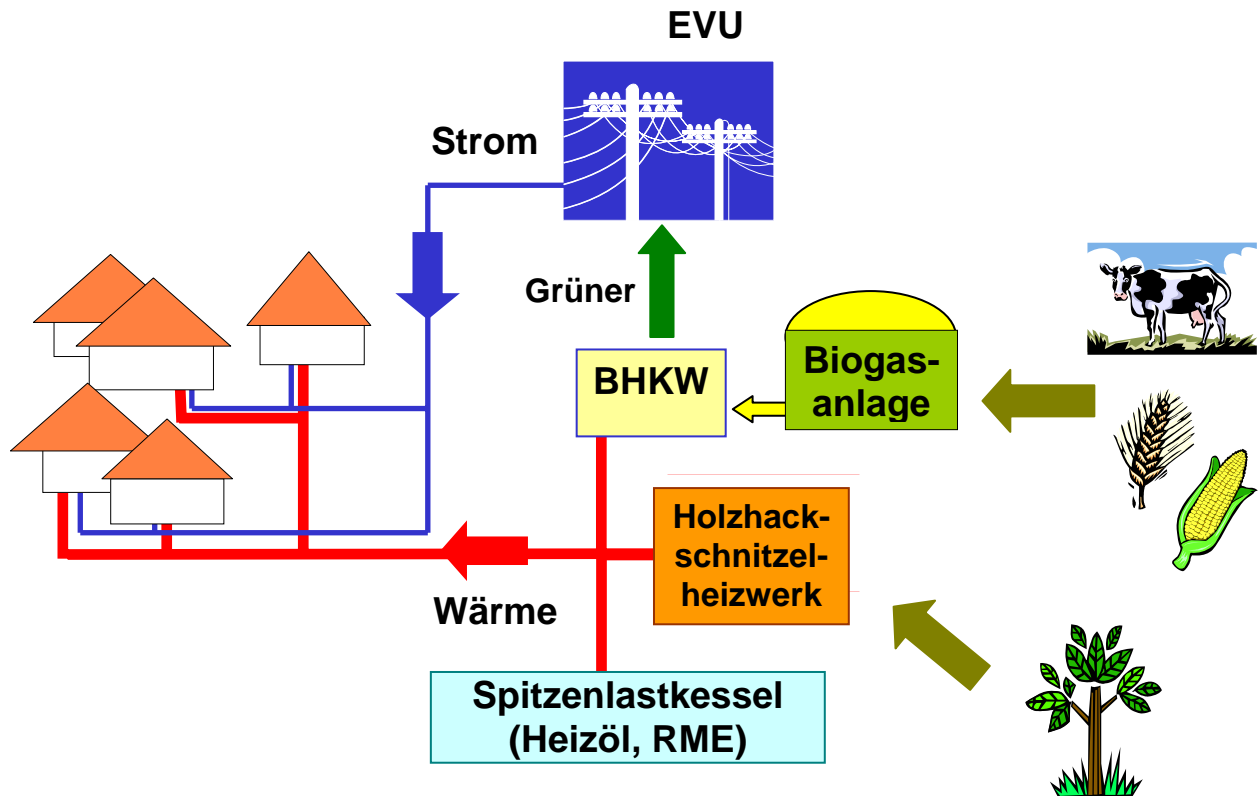 EVU
Strom
Grüner
BHKW
Biogas-
anlage
Holzhack-
schnitzel-
heizwerk
Wärme
Spitzenlastkessel
(Heizöl, RME)